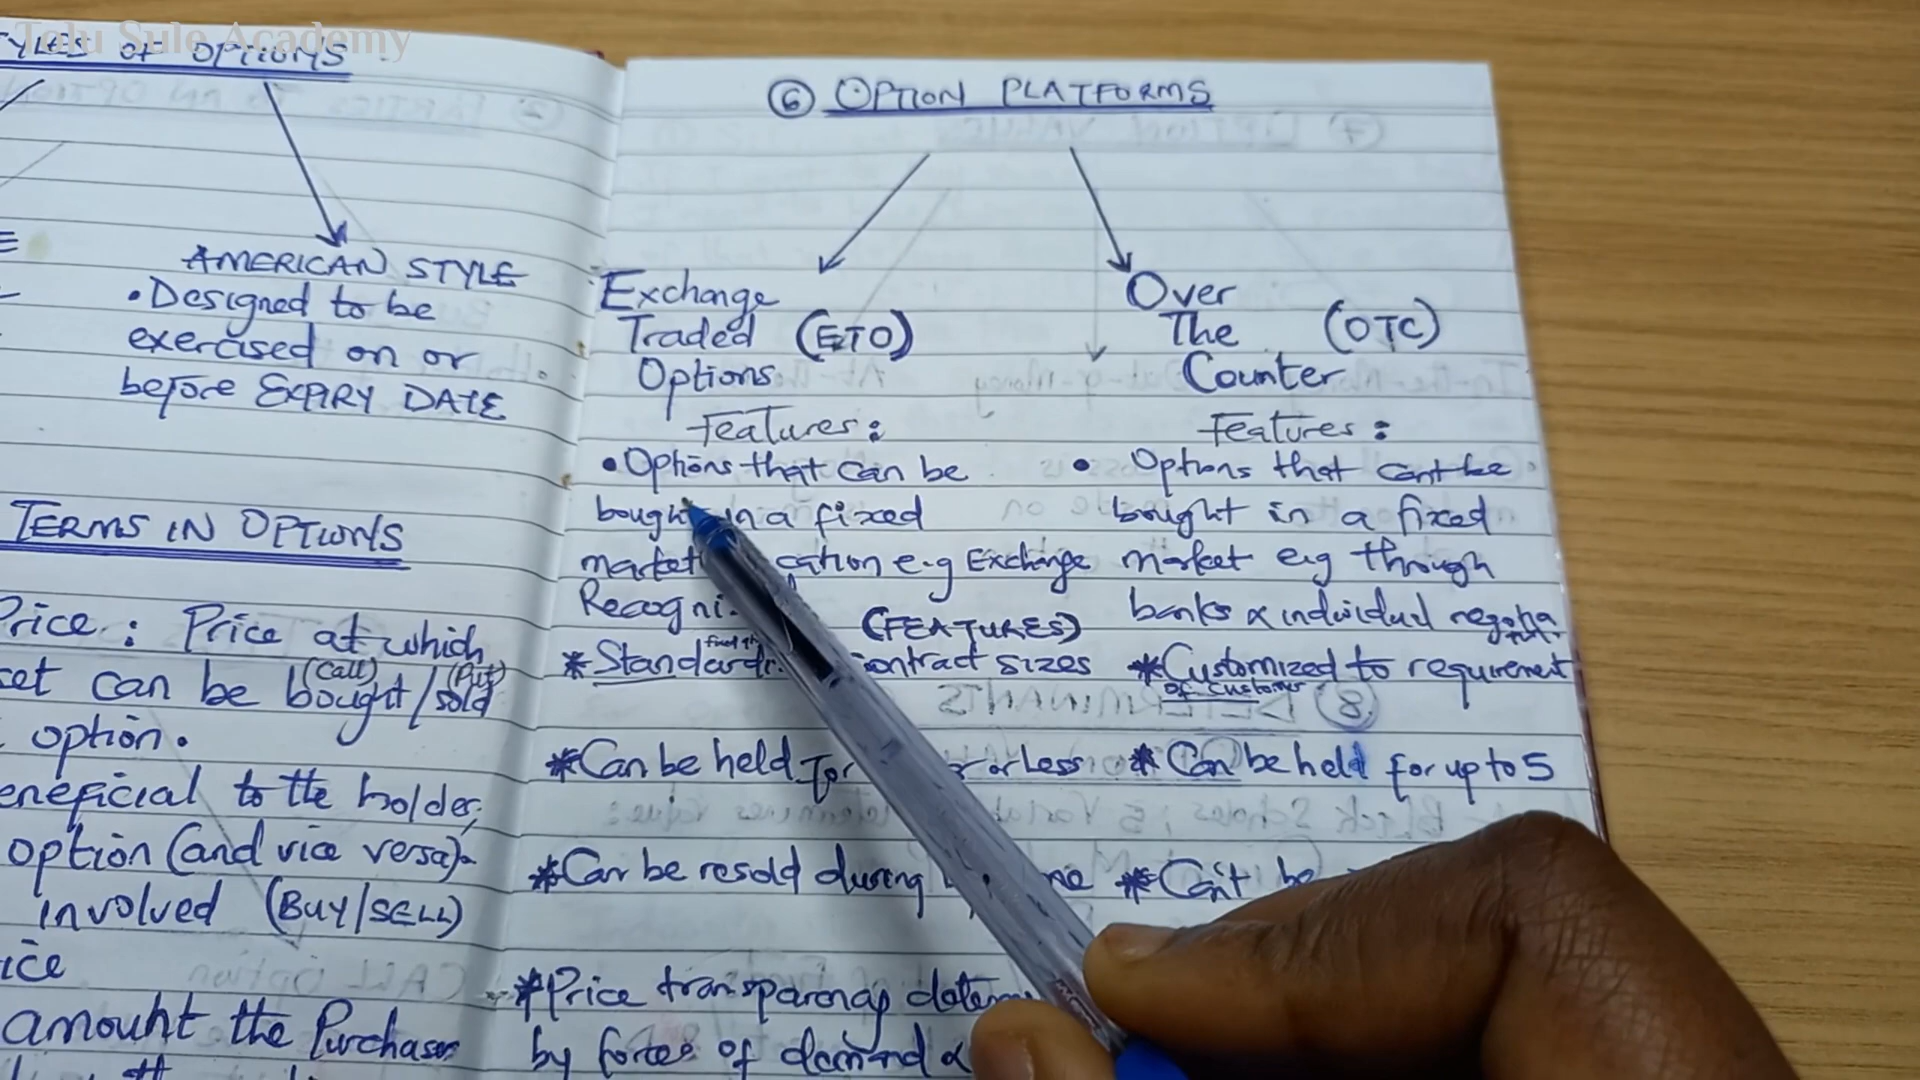 Tolu Sule Academy
YLES OF OPTIONS
AMERICAN STYLE
• Designed to be
exercised on or
before EXPIRY DATE
TERMS IN OPTIONS
Price: Price at which
(Call) (Put)
set can be bought/sold
option.
eneficial to the holder,
option (and vice versa)
involved (BUY/SELL)
ice
amount the Purchaser
⑥ OPTION PLATFORMS
Exchange
Traded (ETO)
Options
Features:
• Options that can be
bought in a fixed
market cation e.g Exchange
Recogni
(FEATURES)
* Standard contract sizes
* Can be held for or Less
* Can be resold during
* Price transparency
by forces of demand &
Over
The (OTC)
Counter
Features:
• Options that can't be
bought in a fixed
market e.g through
banks & individual
* Customized to requirement
of customer
* Can be held for up to 5
* Can't be